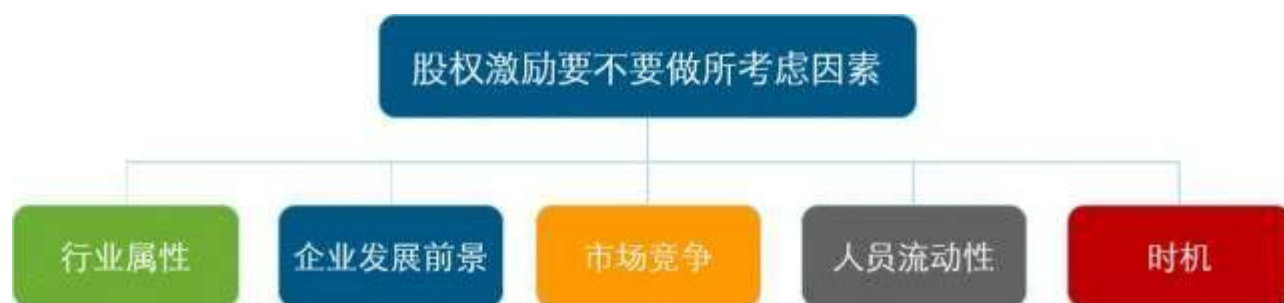 股权激励要不要做所考虑因素
行业属性
企业发展前景
市场竞争
人员流动性
时机